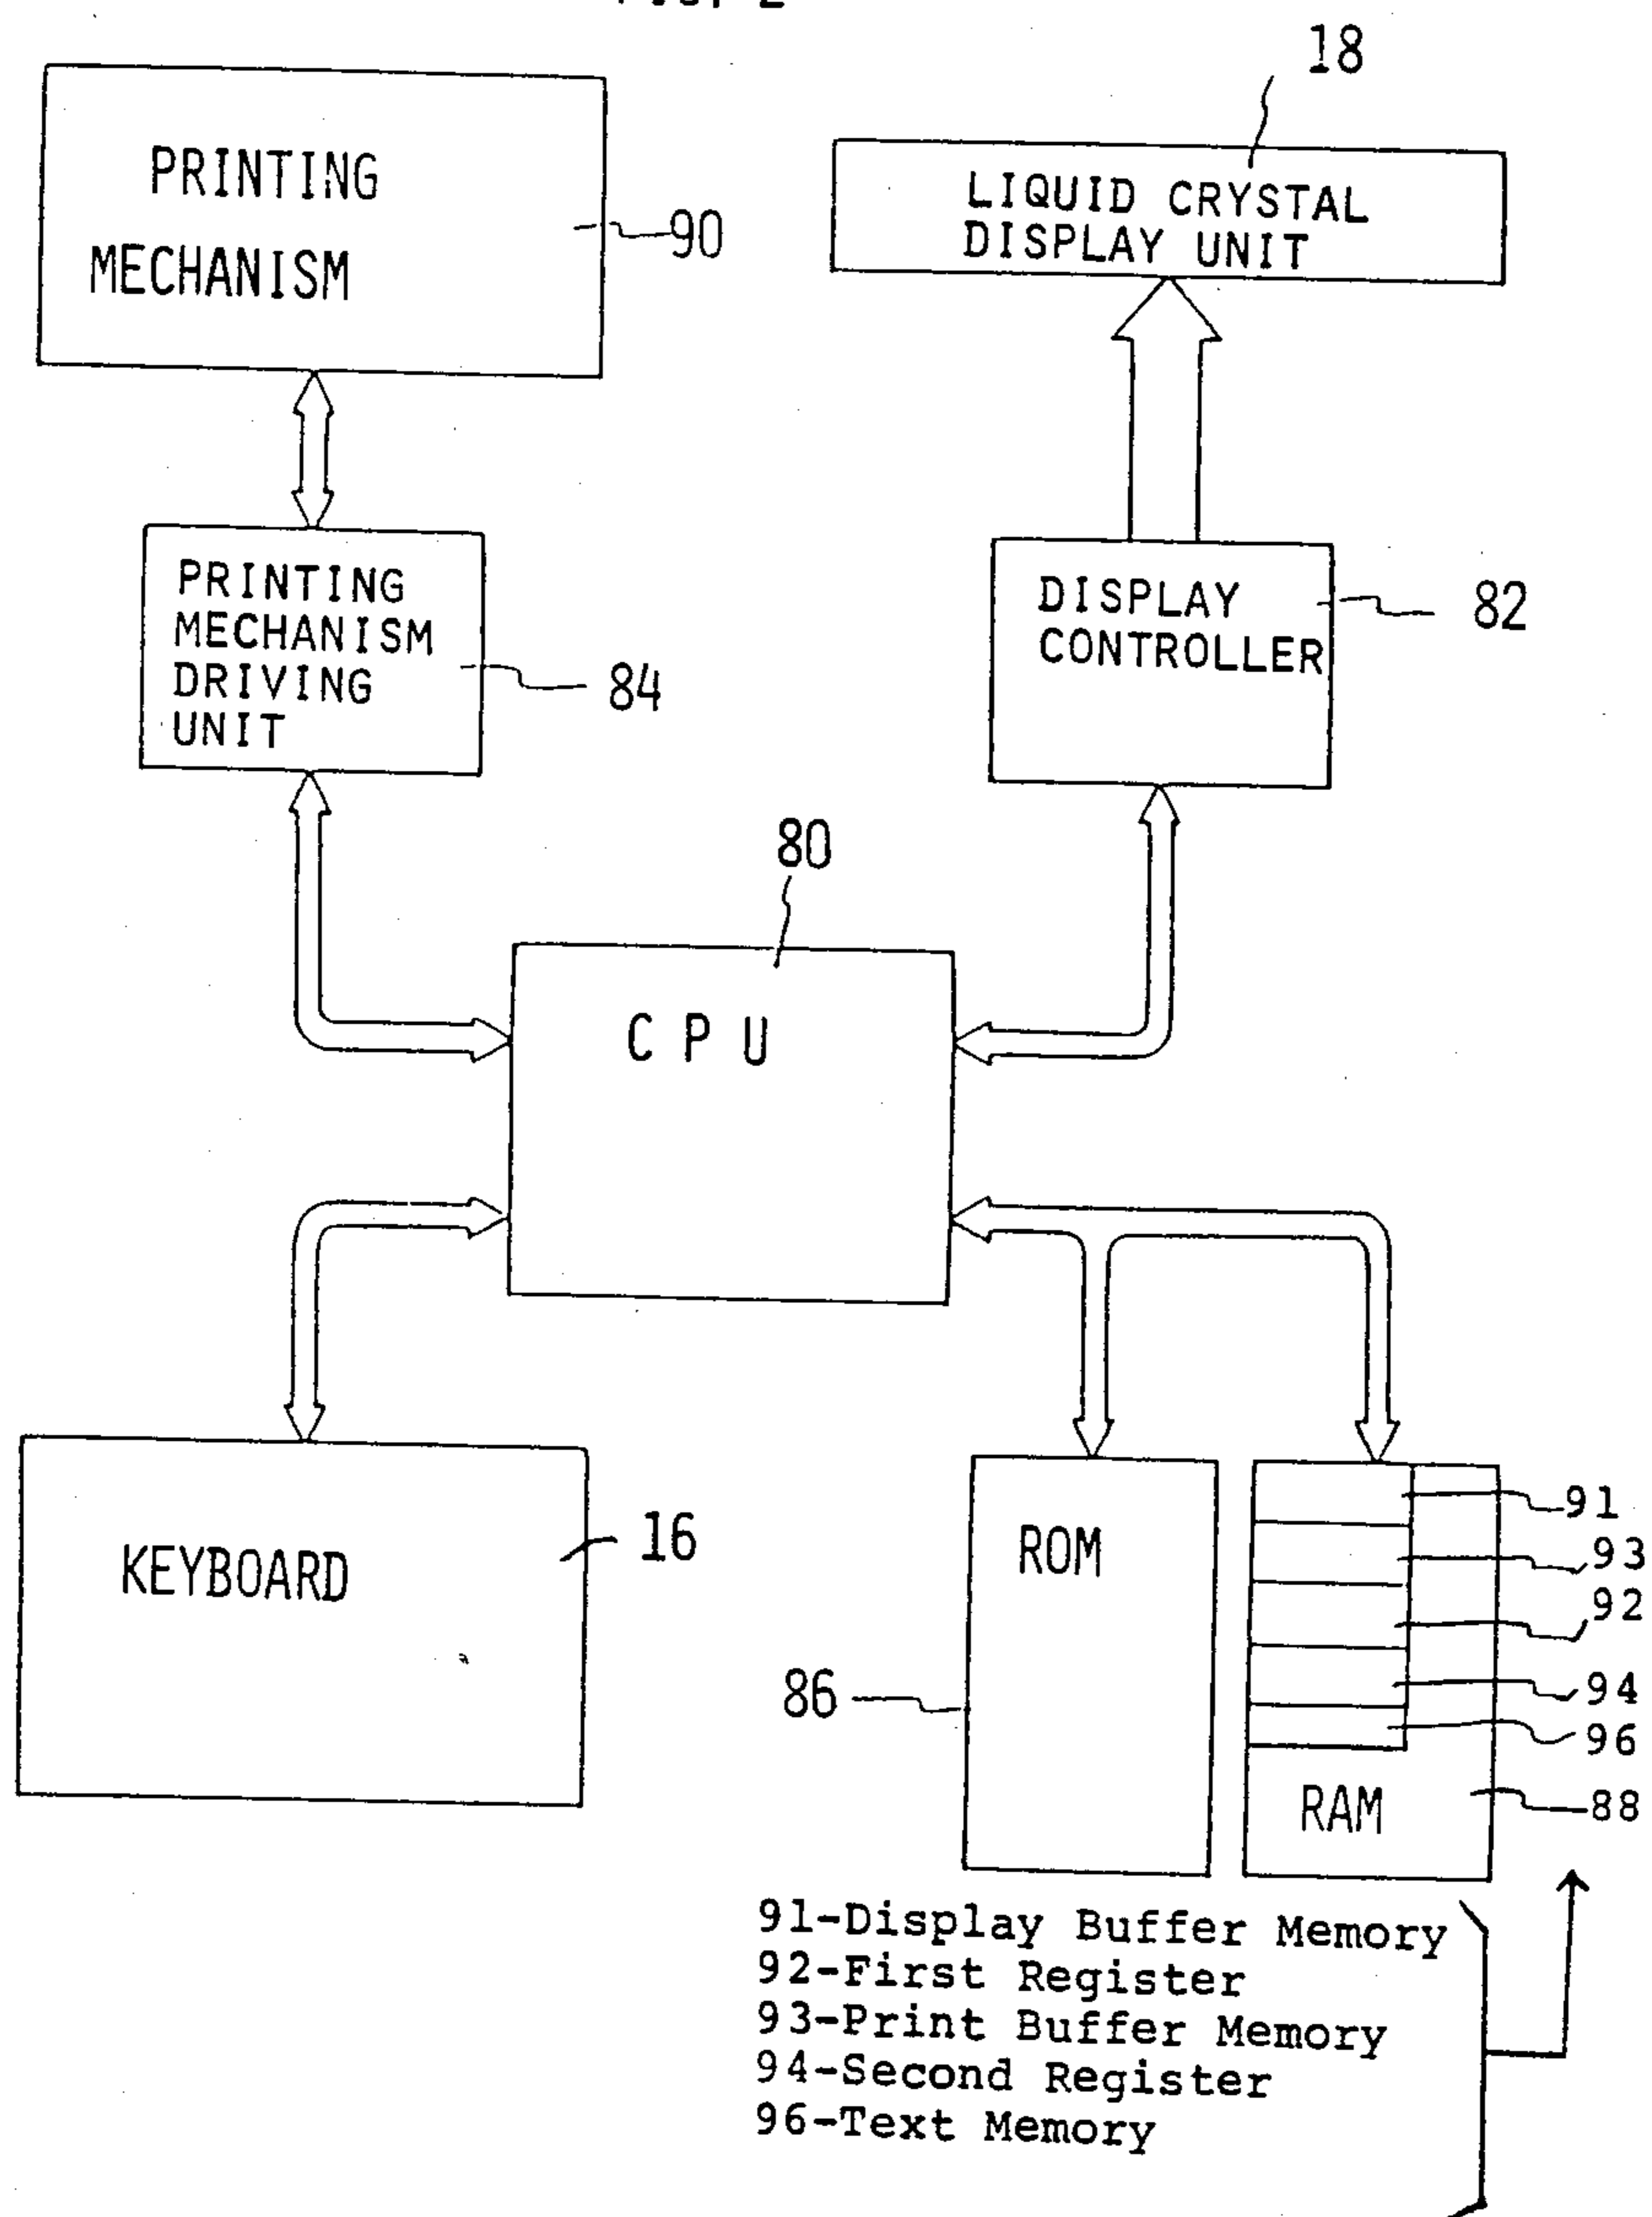 18
PRINTING
MECHANISM
90
LIQUID CRYSTAL
DISPLAY UNIT
PRINTING
MECHANISM
DRIVING
UNIT
84
DISPLAY
CONTROLLER
82
80
CPU
KEYBOARD
16
ROM
86
91
93
92
94
96
RAM
88
91-Display Buffer Memory
92-First Register
93-Print Buffer Memory
94-Second Register
96-Text Memory